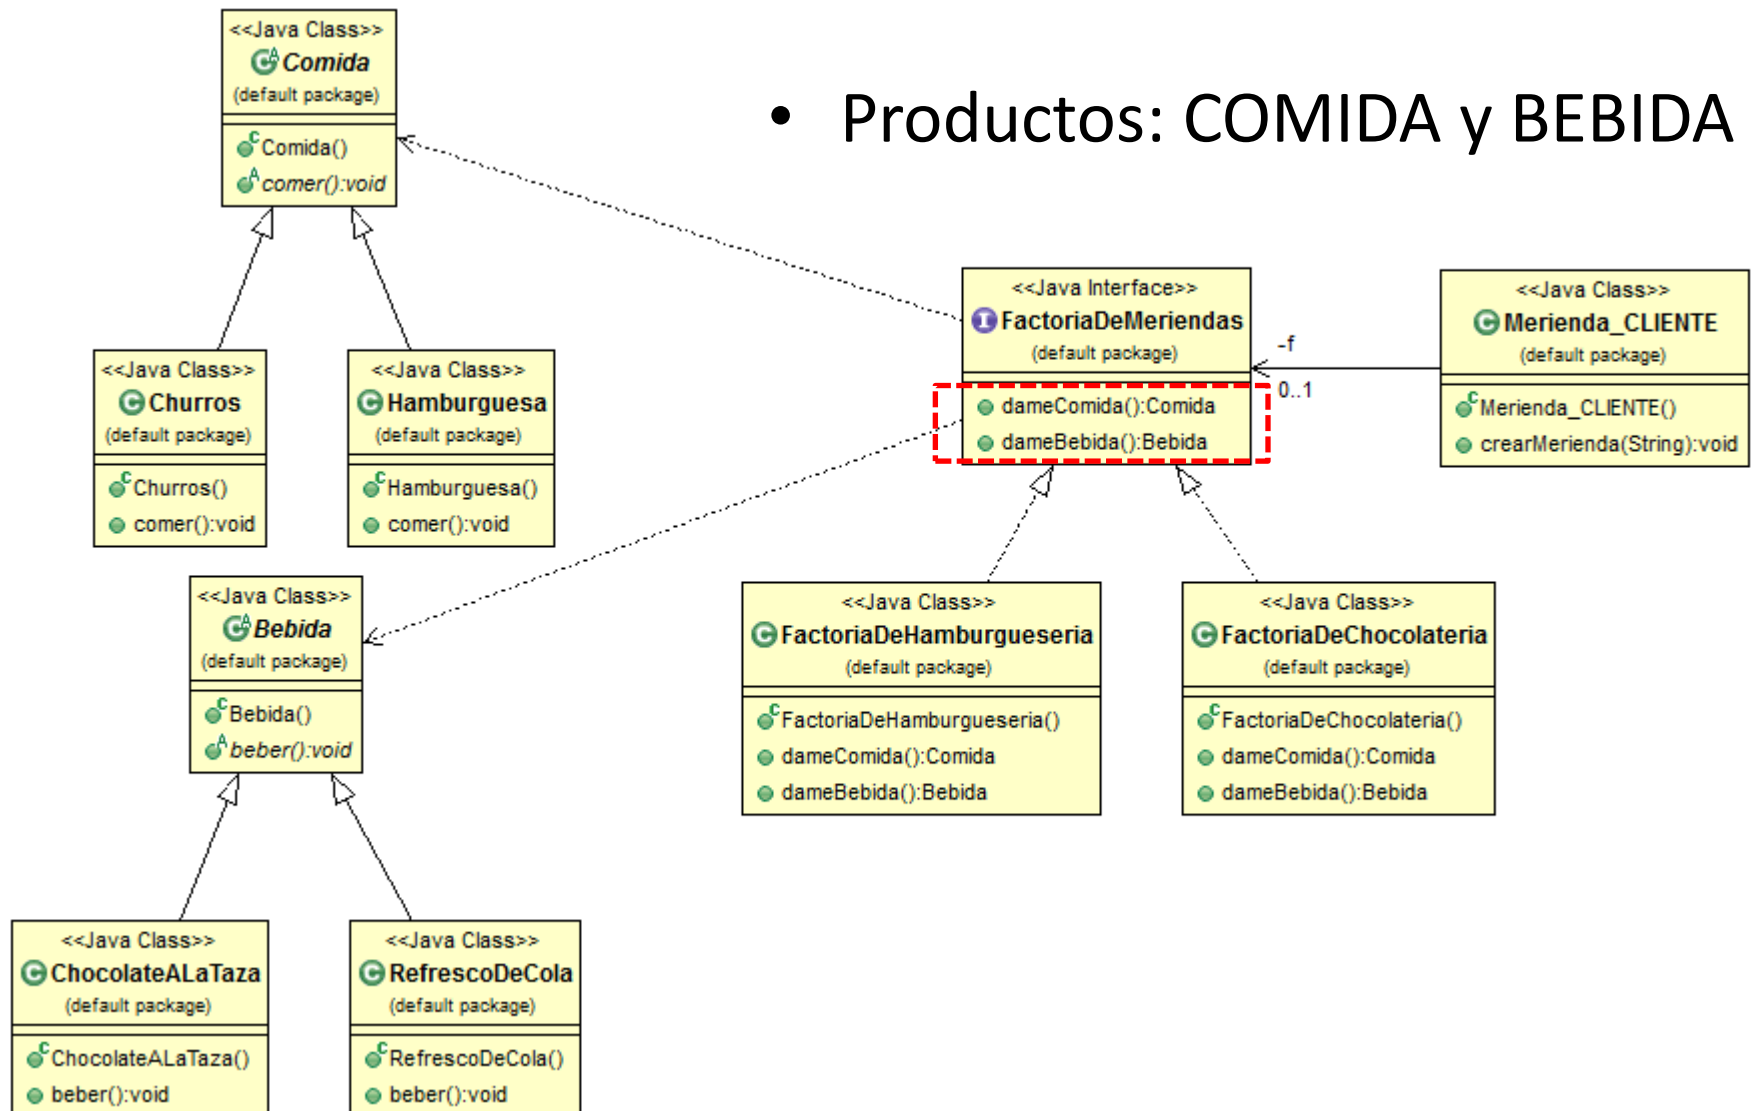 <<Java Class>>
Comida
(default package)
Comida()
comer():void
• Productos: COMIDA y BEBIDA
<<Java Interface>>
FactoriaDeMeriendas
(default package)
dameComida():Comida
dameBebida():Bebida
-f
0..1
<<Java Class>>
Merienda_CLIENTE
(default package)
Merienda_CLIENTE()
crearMerienda(String):void
<<Java Class>>
Churros
(default package)
Churros()
comer():void
<<Java Class>>
Hamburguesa
(default package)
Hamburguesa()
comer():void
<<Java Class>>
Bebida
(default package)
Bebida()
beber():void
<<Java Class>>
FactoriaDeHamburgueseria
(default package)
FactoriaDeHamburgueseria()
dameComida():Comida
dameBebida():Bebida
<<Java Class>>
FactoriaDeChocolateria
(default package)
FactoriaDeChocolateria()
dameComida():Comida
dameBebida():Bebida
<<Java Class>>
ChocolateALaTaza
(default package)
ChocolateALaTaza()
beber():void
<<Java Class>>
RefrescoDeCola
(default package)
RefrescoDeCola()
beber():void